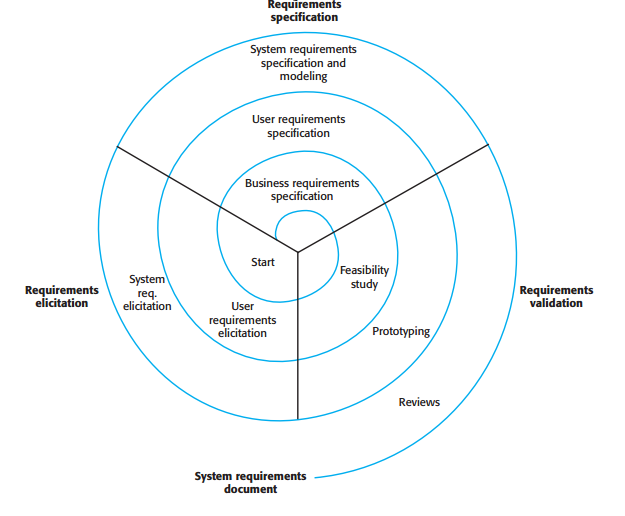 Requirements
specification
System requirements
specification and
modeling
User requirements
specification
Business requirements
specification
Start
Feasibility
study
System
req.
elicitation
Requirements
elicitation
Requirements
validation
User
requirements
elicitation
Prototyping
Reviews
System requirements
document